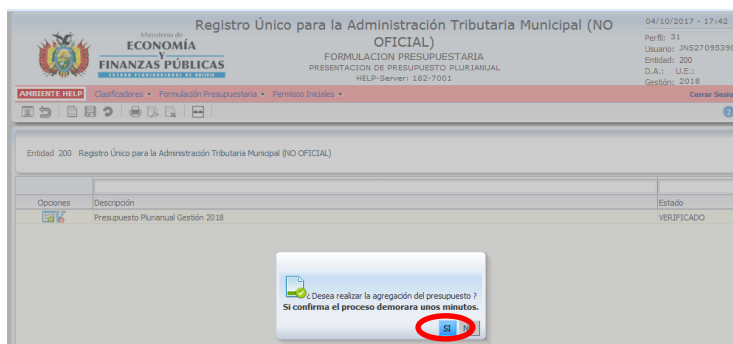 Registro Único para la Administración Tributaria Municipal (NO
OFICIAL)
FORMULACION PRESUPUESTARIA
PRESENTACION DE PRESUPUESTO PLURIANUAL
HELP-Server: 182-7001
Ministerio de
ECONOMÍA
Y
FINANZAS PÚBLICAS
ESTADO PLURINACIONAL DE BOLIVIA
04/10/2017 - 17:42
Perfil: 31
Usuario: JNS27095390
Entidad: 200
D.A.: U.E.:
Gestión: 2018
AMBIENTE HELP Clasificadores Formulación Presupuestaria Permisos Iniciales Cerrar Sesio
Entidad 200 Registro Único para la Administración Tributaria Municipal (NO OFICIAL)
Opciones Descripción Estado
Presupuesto Plurianual Gestión 2018 VERIFICADO
¿ Desea realizar la agregación del presupuesto ?
Si confirma el proceso demorara unos minutos.
SI